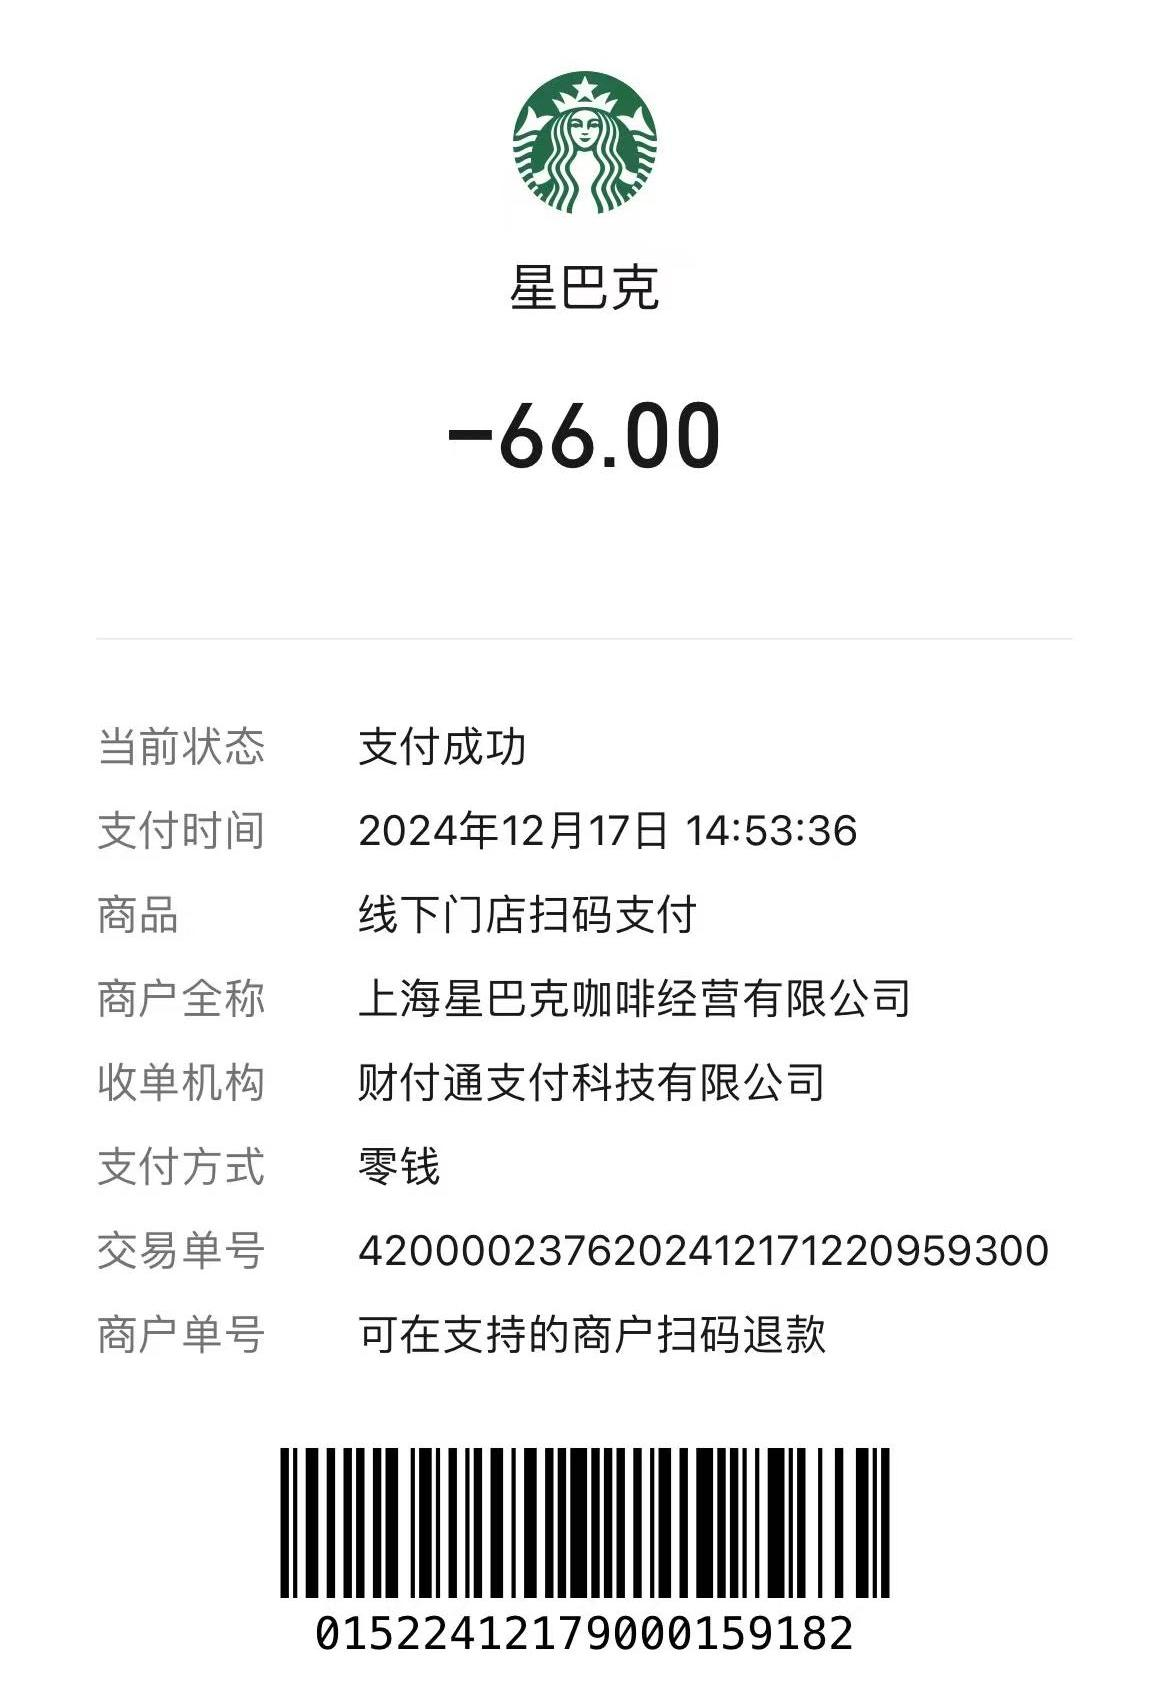 星巴克
-66.00
当前状态 支付成功
支付时间 2024年12月17日 14:53:36
商品 线下门店扫码支付
商户全称 上海星巴克咖啡经营有限公司
收单机构 财付通支付科技有限公司
支付方式 零钱
交易单号 4200002376202412171220959300
商户单号 可在支持的商户扫码退款
01522412179000159182